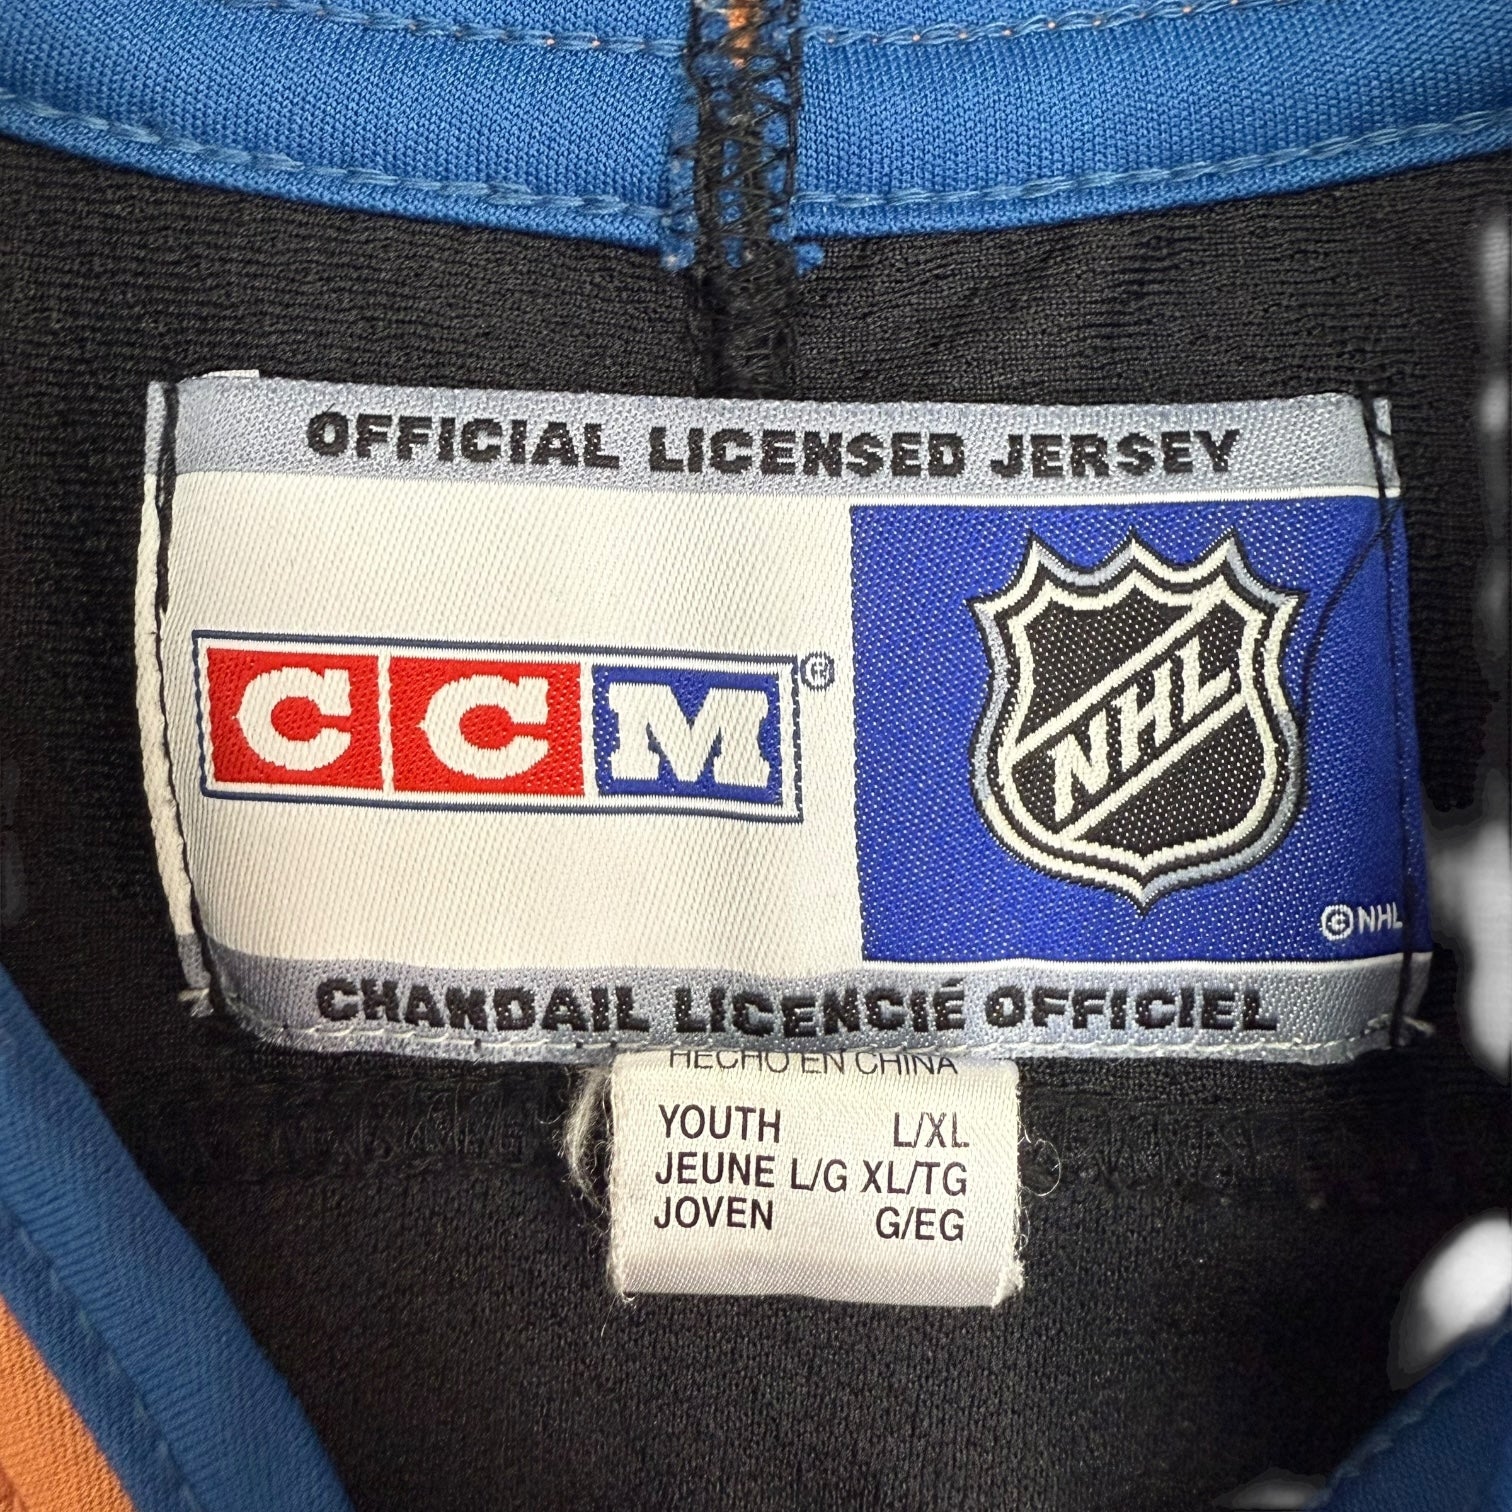 OFFICIAL LICENSED JERSEY
CCM®
NHL
©NHL
CHANDAIL LICENCIÉ OFFICIEL
HECHO EN CHINA
YOUTH L/XL
JEUNE L/G XL/TG
JOVEN G/EG